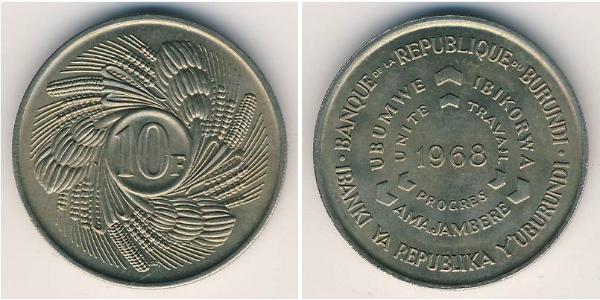 10F
· BANQUE DE LA REPUBLIQUE DU BURUNDI ·
IBANKI YA REPUBLIKA Y'UBURUNDI
UBUMWE IBIKORWA
AMAJAMBERE
UNITE TRAVAIL
PROGRES
1968